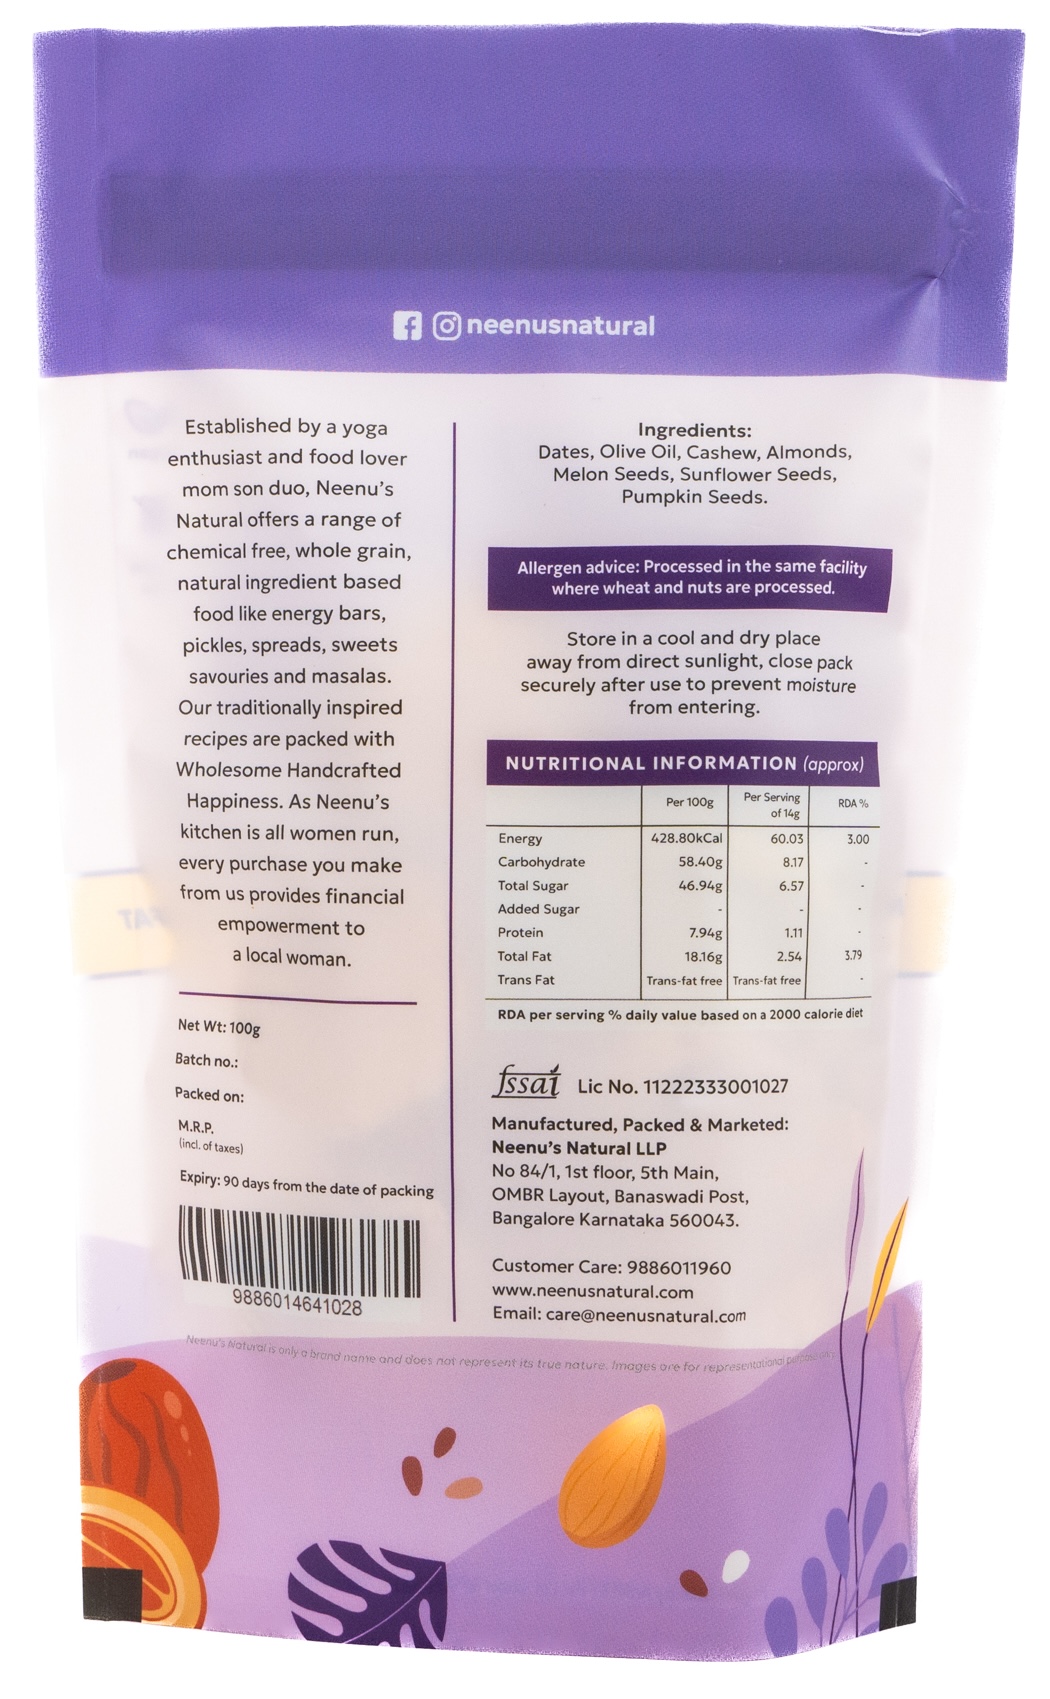 neenusnatural
Established by a yoga
enthusiast and food lover
mom son duo, Neenu's
Natural offers a range of
chemical free, whole grain,
natural ingredient based
food like energy bars,
pickles, spreads, sweets
savouries and masalas.
Our traditionally inspired
recipes are packed with
Wholesome Handcrafted
Happiness. As Neenu's
kitchen is all women run,
every purchase you make
from us provides financial
empowerment to
a local woman.
Net Wt: 100g
Batch no.:
Packed on:
M.R.P.
(incl. of taxes)
Expiry: 90 days from the date of packing
9886014641028
Ingredients:
Dates, Olive Oil, Cashew, Almonds,
Melon Seeds, Sunflower Seeds,
Pumpkin Seeds.
Allergen advice: Processed in the same facility
where wheat and nuts are processed.
Store in a cool and dry place
away from direct sunlight, close pack
securely after use to prevent moisture
from entering.
NUTRITIONAL INFORMATION (approx)
Per 100g Per Serving of 14g RDA %
Energy 428.80kCal 60.03 3.00
Carbohydrate 58.40g 8.17 -
Total Sugar 46.94g 6.57 -
Added Sugar - - -
Protein 7.94g 1.11 -
Total Fat 18.16g 2.54 3.79
Trans Fat Trans-fat free Trans-fat free -
RDA per serving % daily value based on a 2000 calorie diet
fssai Lic No. 11222333001027
Manufactured, Packed & Marketed:
Neenu's Natural LLP
No 84/1, 1st floor, 5th Main,
OMBR Layout, Banaswadi Post,
Bangalore Karnataka 560043.
Customer Care: 9886011960
www.neenusnatural.com
Email: care@neenusnatural.com
Neenu's Natural is only a brand name and does not represent its true nature. Images are for representational